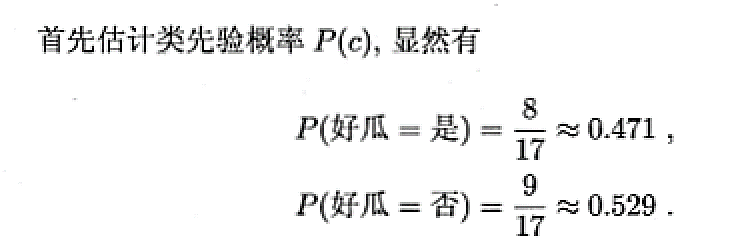 首先估计类先验概率 P(c), 显然有
P(好瓜 = 是) = 8/17 ≈ 0.471 ,
P(好瓜 = 否) = 9/17 ≈ 0.529 .